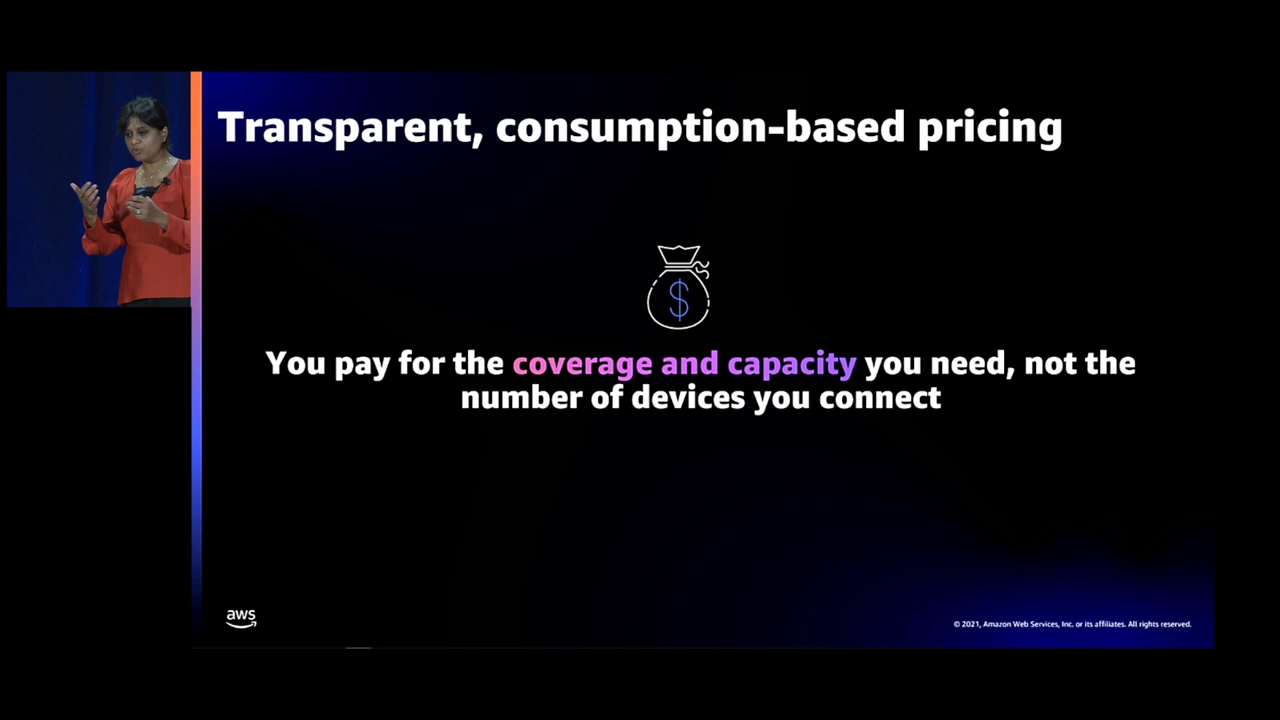 Transparent, consumption-based pricing
$
You pay for the coverage and capacity you need, not the
number of devices you connect
aws
© 2021, Amazon Web Services, Inc. or its affiliates. All rights reserved.